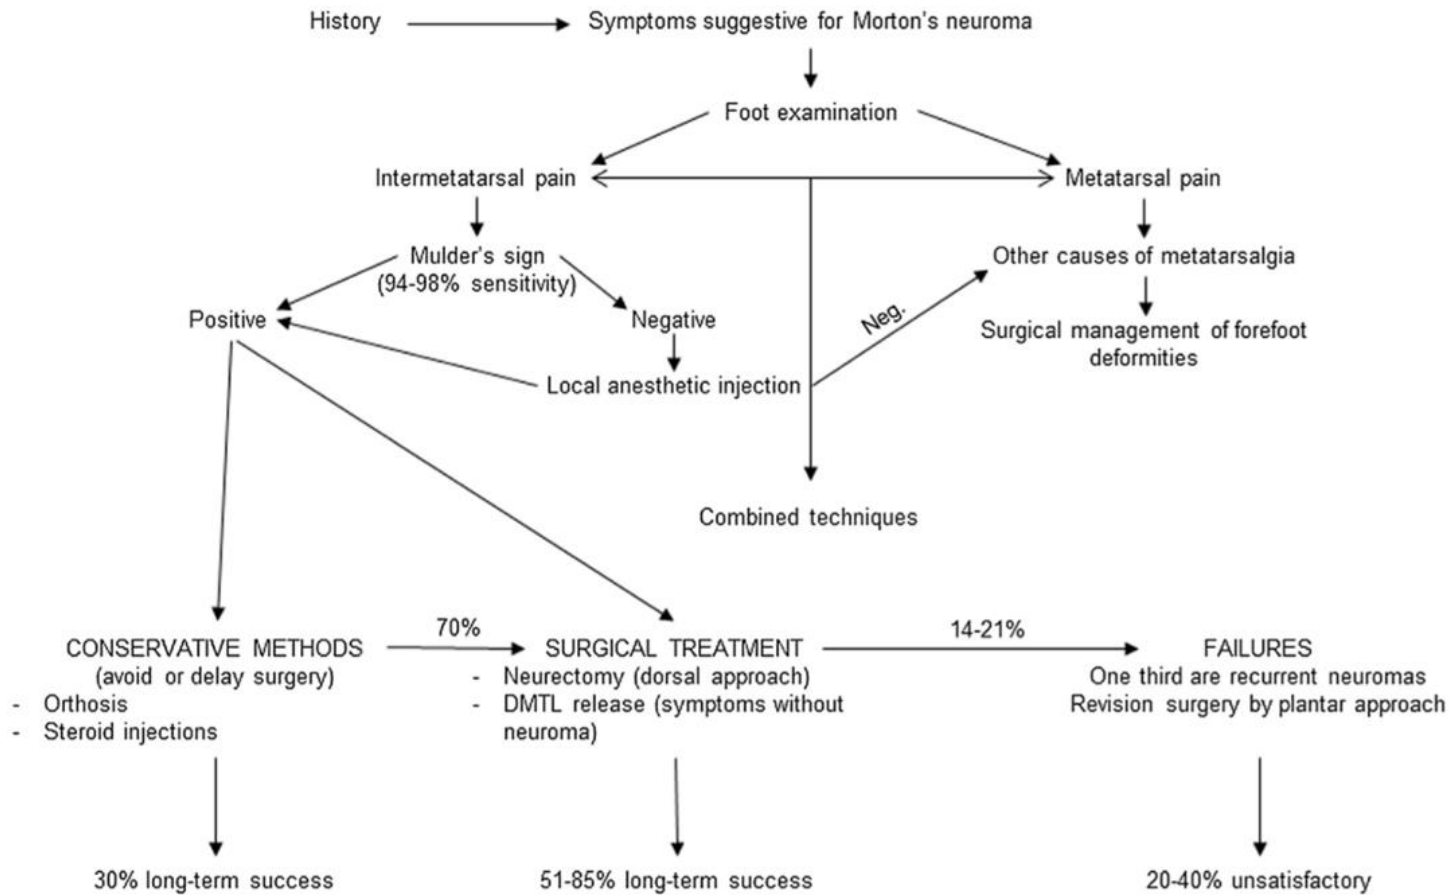 History
Symptoms suggestive for Morton's neuroma
Foot examination
Intermetatarsal pain
Metatarsal pain
Mulder's sign
(94-98% sensitivity)
Other causes of metatarsalgia
Positive
Negative
Neg.
Surgical management of forefoot
deformities
Local anesthetic injection
Combined techniques
CONSERVATIVE METHODS
(avoid or delay surgery)
- Orthosis
- Steroid injections
70%
SURGICAL TREATMENT
- Neurectomy (dorsal approach)
- DMTL release (symptoms without
neuroma)
14-21%
FAILURES
One third are recurrent neuromas
Revision surgery by plantar approach
30% long-term success
51-85% long-term success
20-40% unsatisfactory